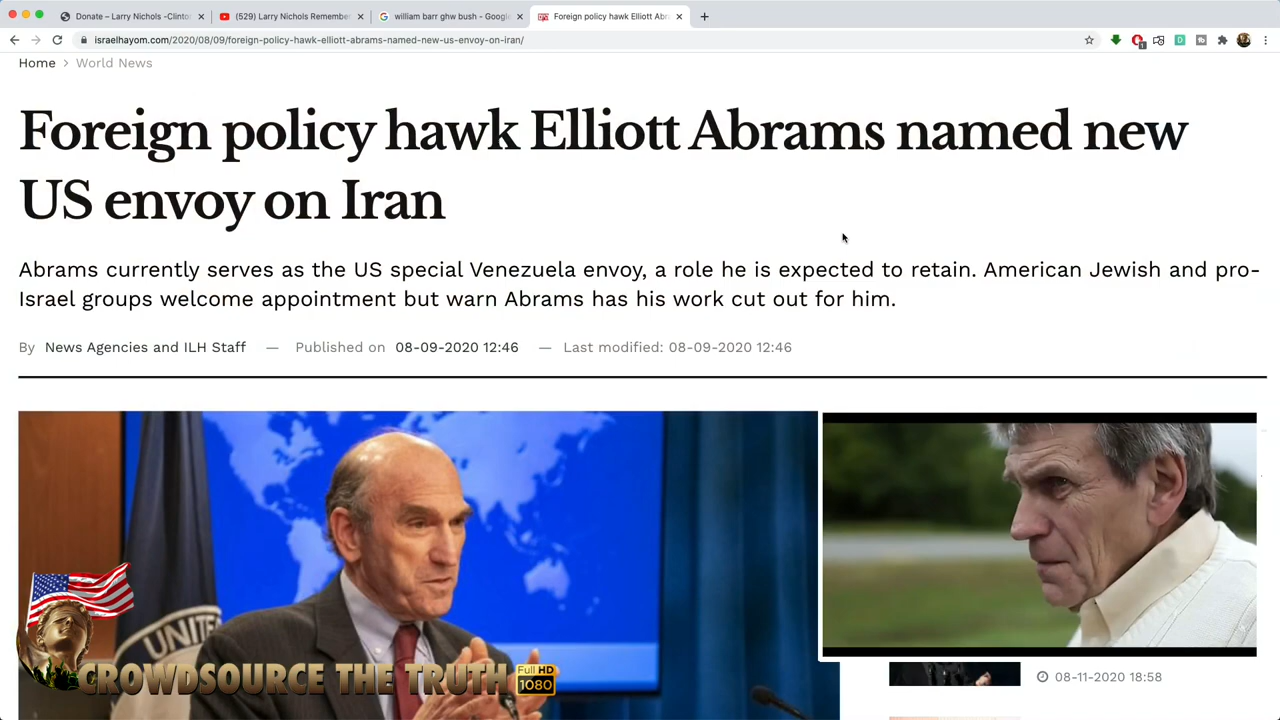 Donate – Larry Nichols -Clinto
(529) Larry Nichols Remembe
william barr ghw bush - Google
Foreign policy hawk Elliott Abra
israelhayom.com/2020/08/09/foreign-policy-hawk-elliott-abrams-named-new-us-envoy-on-iran/
1
Home > World News
Foreign policy hawk Elliott Abrams named new
US envoy on Iran
Abrams currently serves as the US special Venezuela envoy, a role he is expected to retain. American Jewish and pro-
Israel groups welcome appointment but warn Abrams has his work cut out for him.
By News Agencies and ILH Staff — Published on 08-09-2020 12:46 — Last modified: 08-09-2020 12:46
UNITED
CROWDSOURCE THE TRUTH
Full HD
1080
08-11-2020 18:58